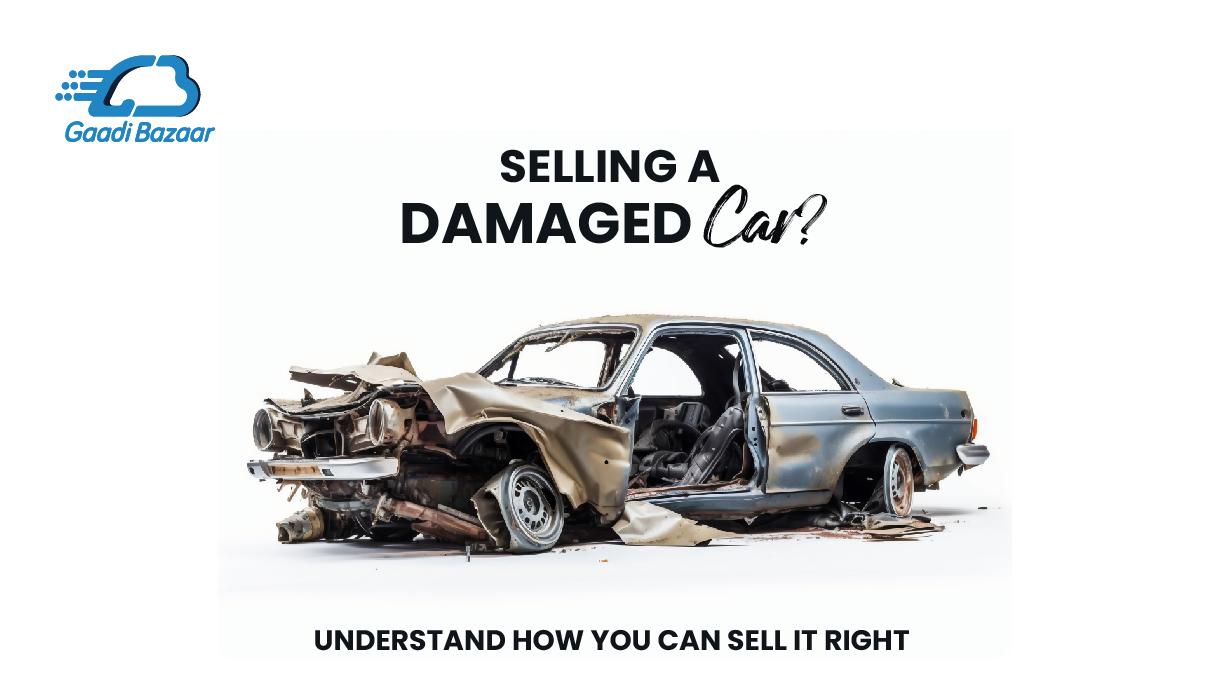 Gaadi Bazaar
SELLING A
DAMAGED Car?
UNDERSTAND HOW YOU CAN SELL IT RIGHT